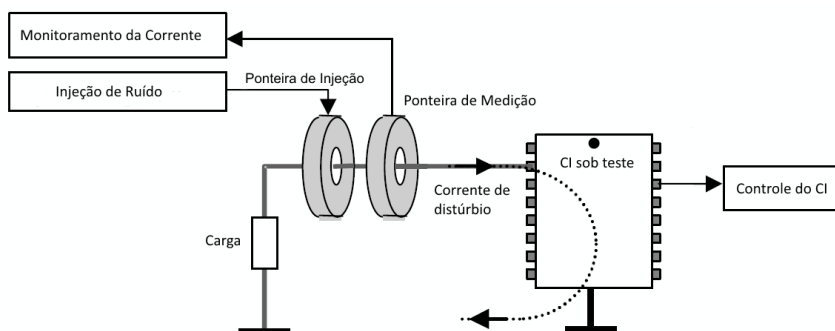 Monitoramento da Corrente
Injeção de Ruído
Ponteira de Injeção
Ponteira de Medição
CI sob teste
Corrente de
distúrbio
Controle do CI
Carga